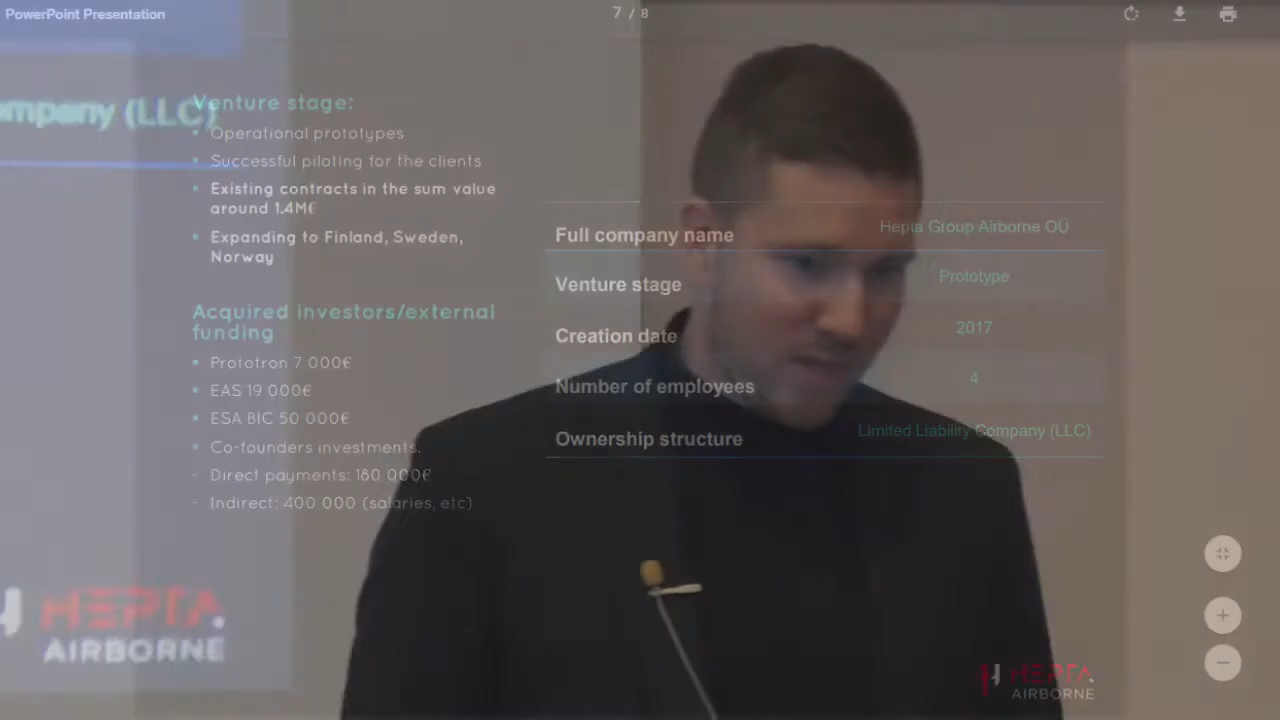 PowerPoint Presentation
7 / 8
ompany (LLC)
Venture stage:
Operational prototypes
Successful piloting for the clients
Existing contracts in the sum value
around 1.4M€
Expanding to Finland, Sweden,
Norway
Acquired investors/external
funding
Prototron 7 000€
EAS 19 000€
ESA BIC 50 000€
Co-founders investments.
- Direct payments: 180 000€
- Indirect: 400 000 (salaries, etc)
Full company name Hepta Group Airborne OÜ
Venture stage Prototype
Creation date 2017
Number of employees 4
Ownership structure Limited Liability Company (LLC)
HEPTA.
AIRBORNE
HEPTA.
AIRBORNE